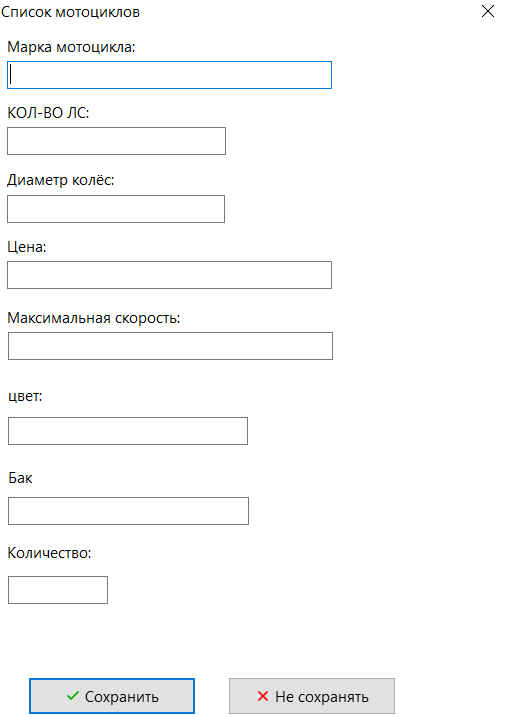 Список мотоциклов
Марка мотоцикла:
КОЛ-ВО ЛС:
Диаметр колёс:
Цена:
Максимальная скорость:
цвет:
Бак
Количество:
Сохранить
Не сохранять